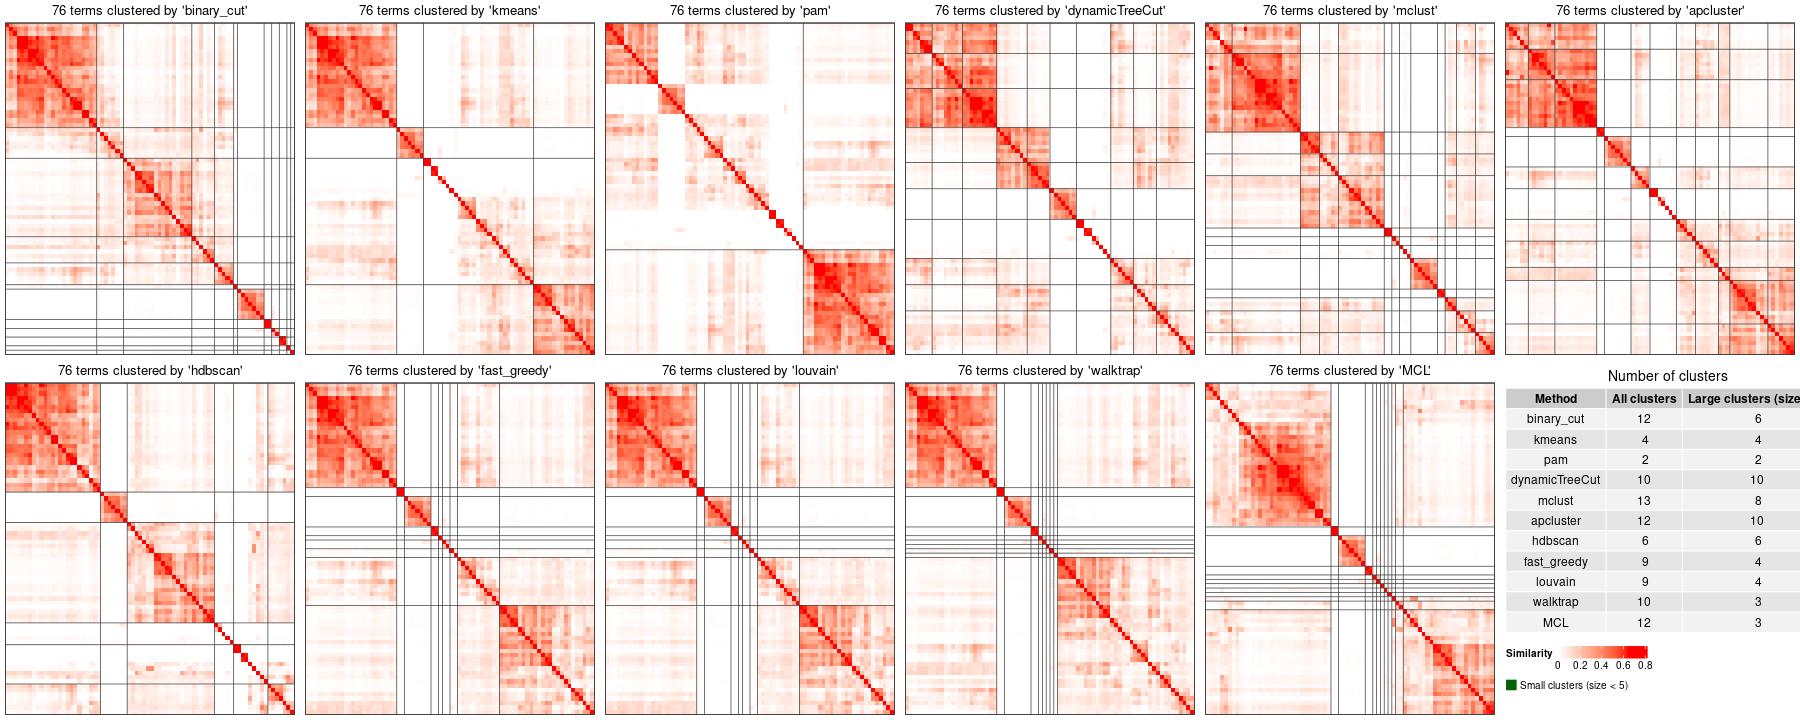 76 terms clustered by 'binary_cut'
76 terms clustered by 'kmeans'
76 terms clustered by 'pam'
76 terms clustered by 'dynamicTreeCut'
76 terms clustered by 'mclust'
76 terms clustered by 'apcluster'
76 terms clustered by 'hdbscan'
76 terms clustered by 'fast_greedy'
76 terms clustered by 'louvain'
76 terms clustered by 'walktrap'
76 terms clustered by 'MCL'
Number of clusters
Method All clusters Large clusters (size
binary_cut 12 6
kmeans 4 4
pam 2 2
dynamicTreeCut 10 10
mclust 13 8
apcluster 12 10
hdbscan 6 6
fast_greedy 9 4
louvain 9 4
walktrap 10 3
MCL 12 3
Similarity
0 0.2 0.4 0.6 0.8
Small clusters (size < 5)